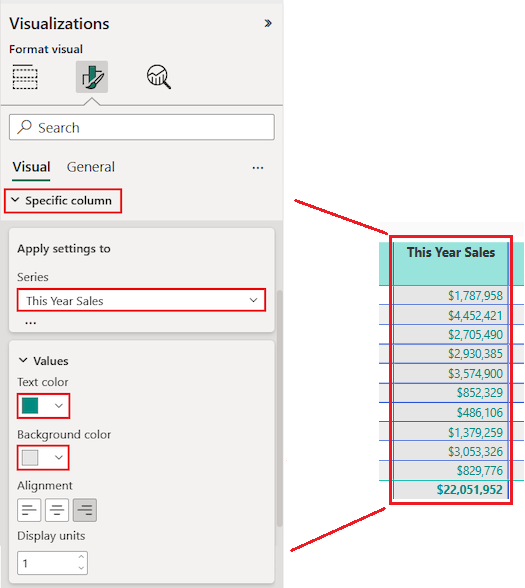 Visualizations
»
Format visual
Search
Visual General ...
Specific column
Apply settings to
Series
This Year Sales
...
Values
Text color
Background color
Alignment
Display units
1
This Year Sales
$1,787,958
$4,452,421
$2,705,490
$2,930,385
$3,574,900
$852,329
$486,106
$1,379,259
$3,053,326
$829,776
$22,051,952